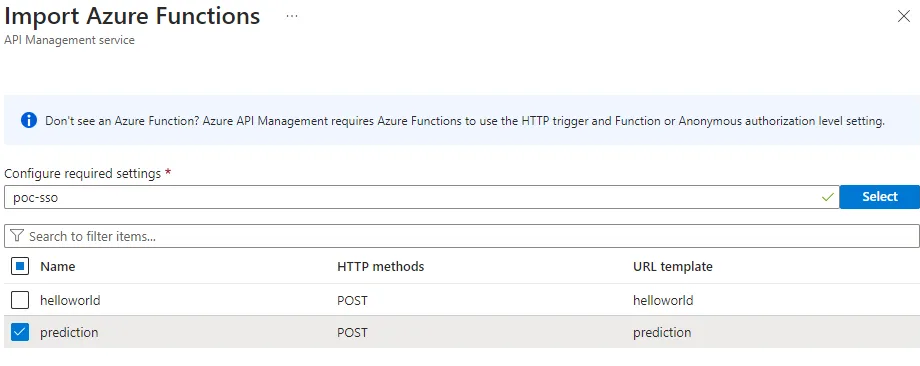 Import Azure Functions ...
API Management service
Don't see an Azure Function? Azure API Management requires Azure Functions to use the HTTP trigger and Function or Anonymous authorization level setting.
Configure required settings *
poc-sso Select
Search to filter items...
Name HTTP methods URL template
helloworld POST helloworld
prediction POST prediction